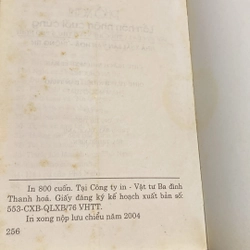 In 800 cuốn. Tại Công ty in - Vật tư Ba đình
Thanh hoá. Giấy đăng ký kế hoạch xuất bản số:
553-CXB-QLXB/76 VHTT.
In xong nộp lưu chiểu năm 2004
256